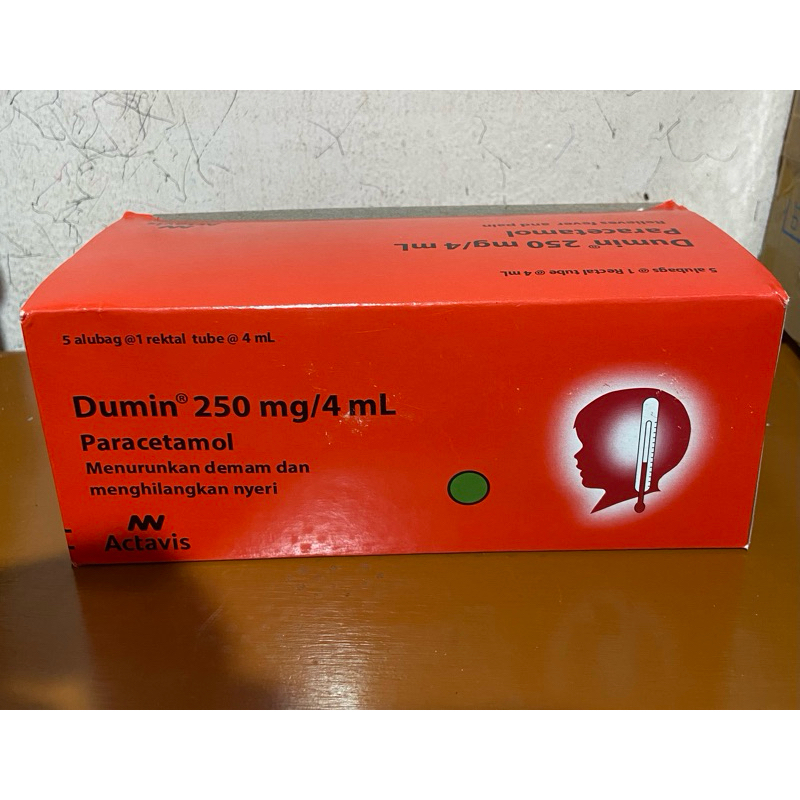 Relieves fever and pain
Paracetamol
Dumin® 250 mg/4 mL
5 alubags @ 1 Rectal tube @ 4 mL
5 alubag @1 rektal tube @ 4 mL
Dumin® 250 mg/4 mL
Paracetamol
Menurunkan demam dan
menghilangkan nyeri
Actavis